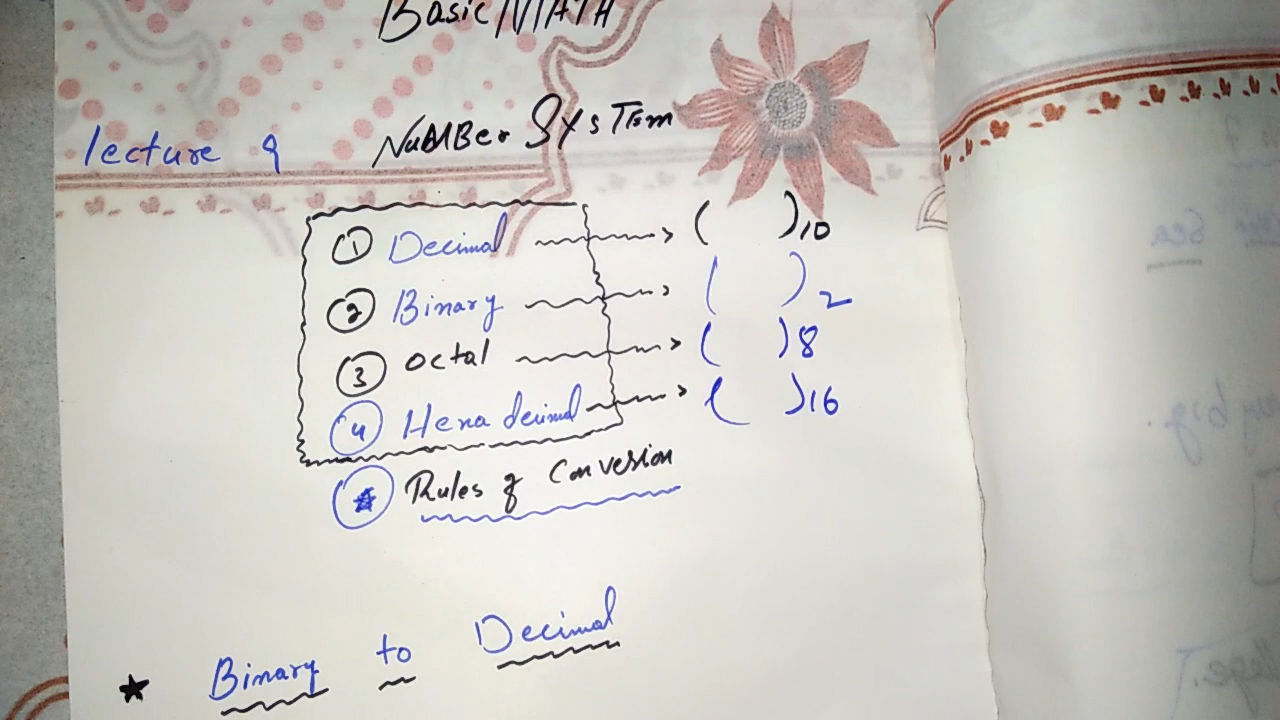 Basic MATH
lecture 9 NuMBer SYsTEm
① Decimal → ( )10
② Binary → ( )2
③ Octal → ( )8
④ Hexa decimal → ( )16
Rules of Conversion
★ Binary to Decimal